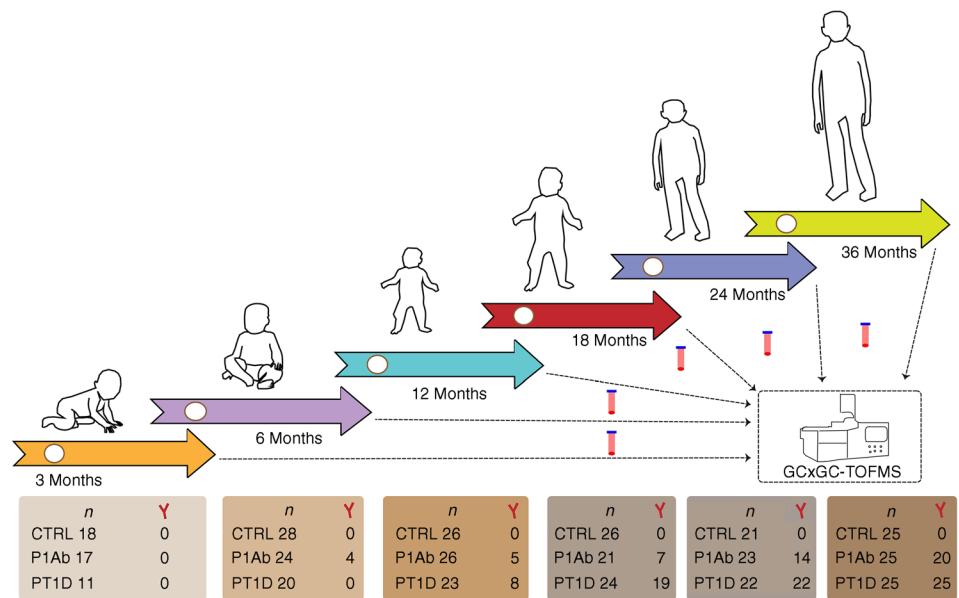 36 Months
24 Months
18 Months
12 Months
6 Months
3 Months
GCxGC-TOFMS
n
CTRL 18 0
P1Ab 17 0
PT1D 11 0
n
CTRL 28 0
P1Ab 24 4
PT1D 20 0
n
CTRL 26 0
P1Ab 26 5
PT1D 23 8
n
CTRL 26 0
P1Ab 21 7
PT1D 24 19
n
CTRL 21 0
P1Ab 23 14
PT1D 22 22
n
CTRL 25 0
P1Ab 25 20
PT1D 25 25